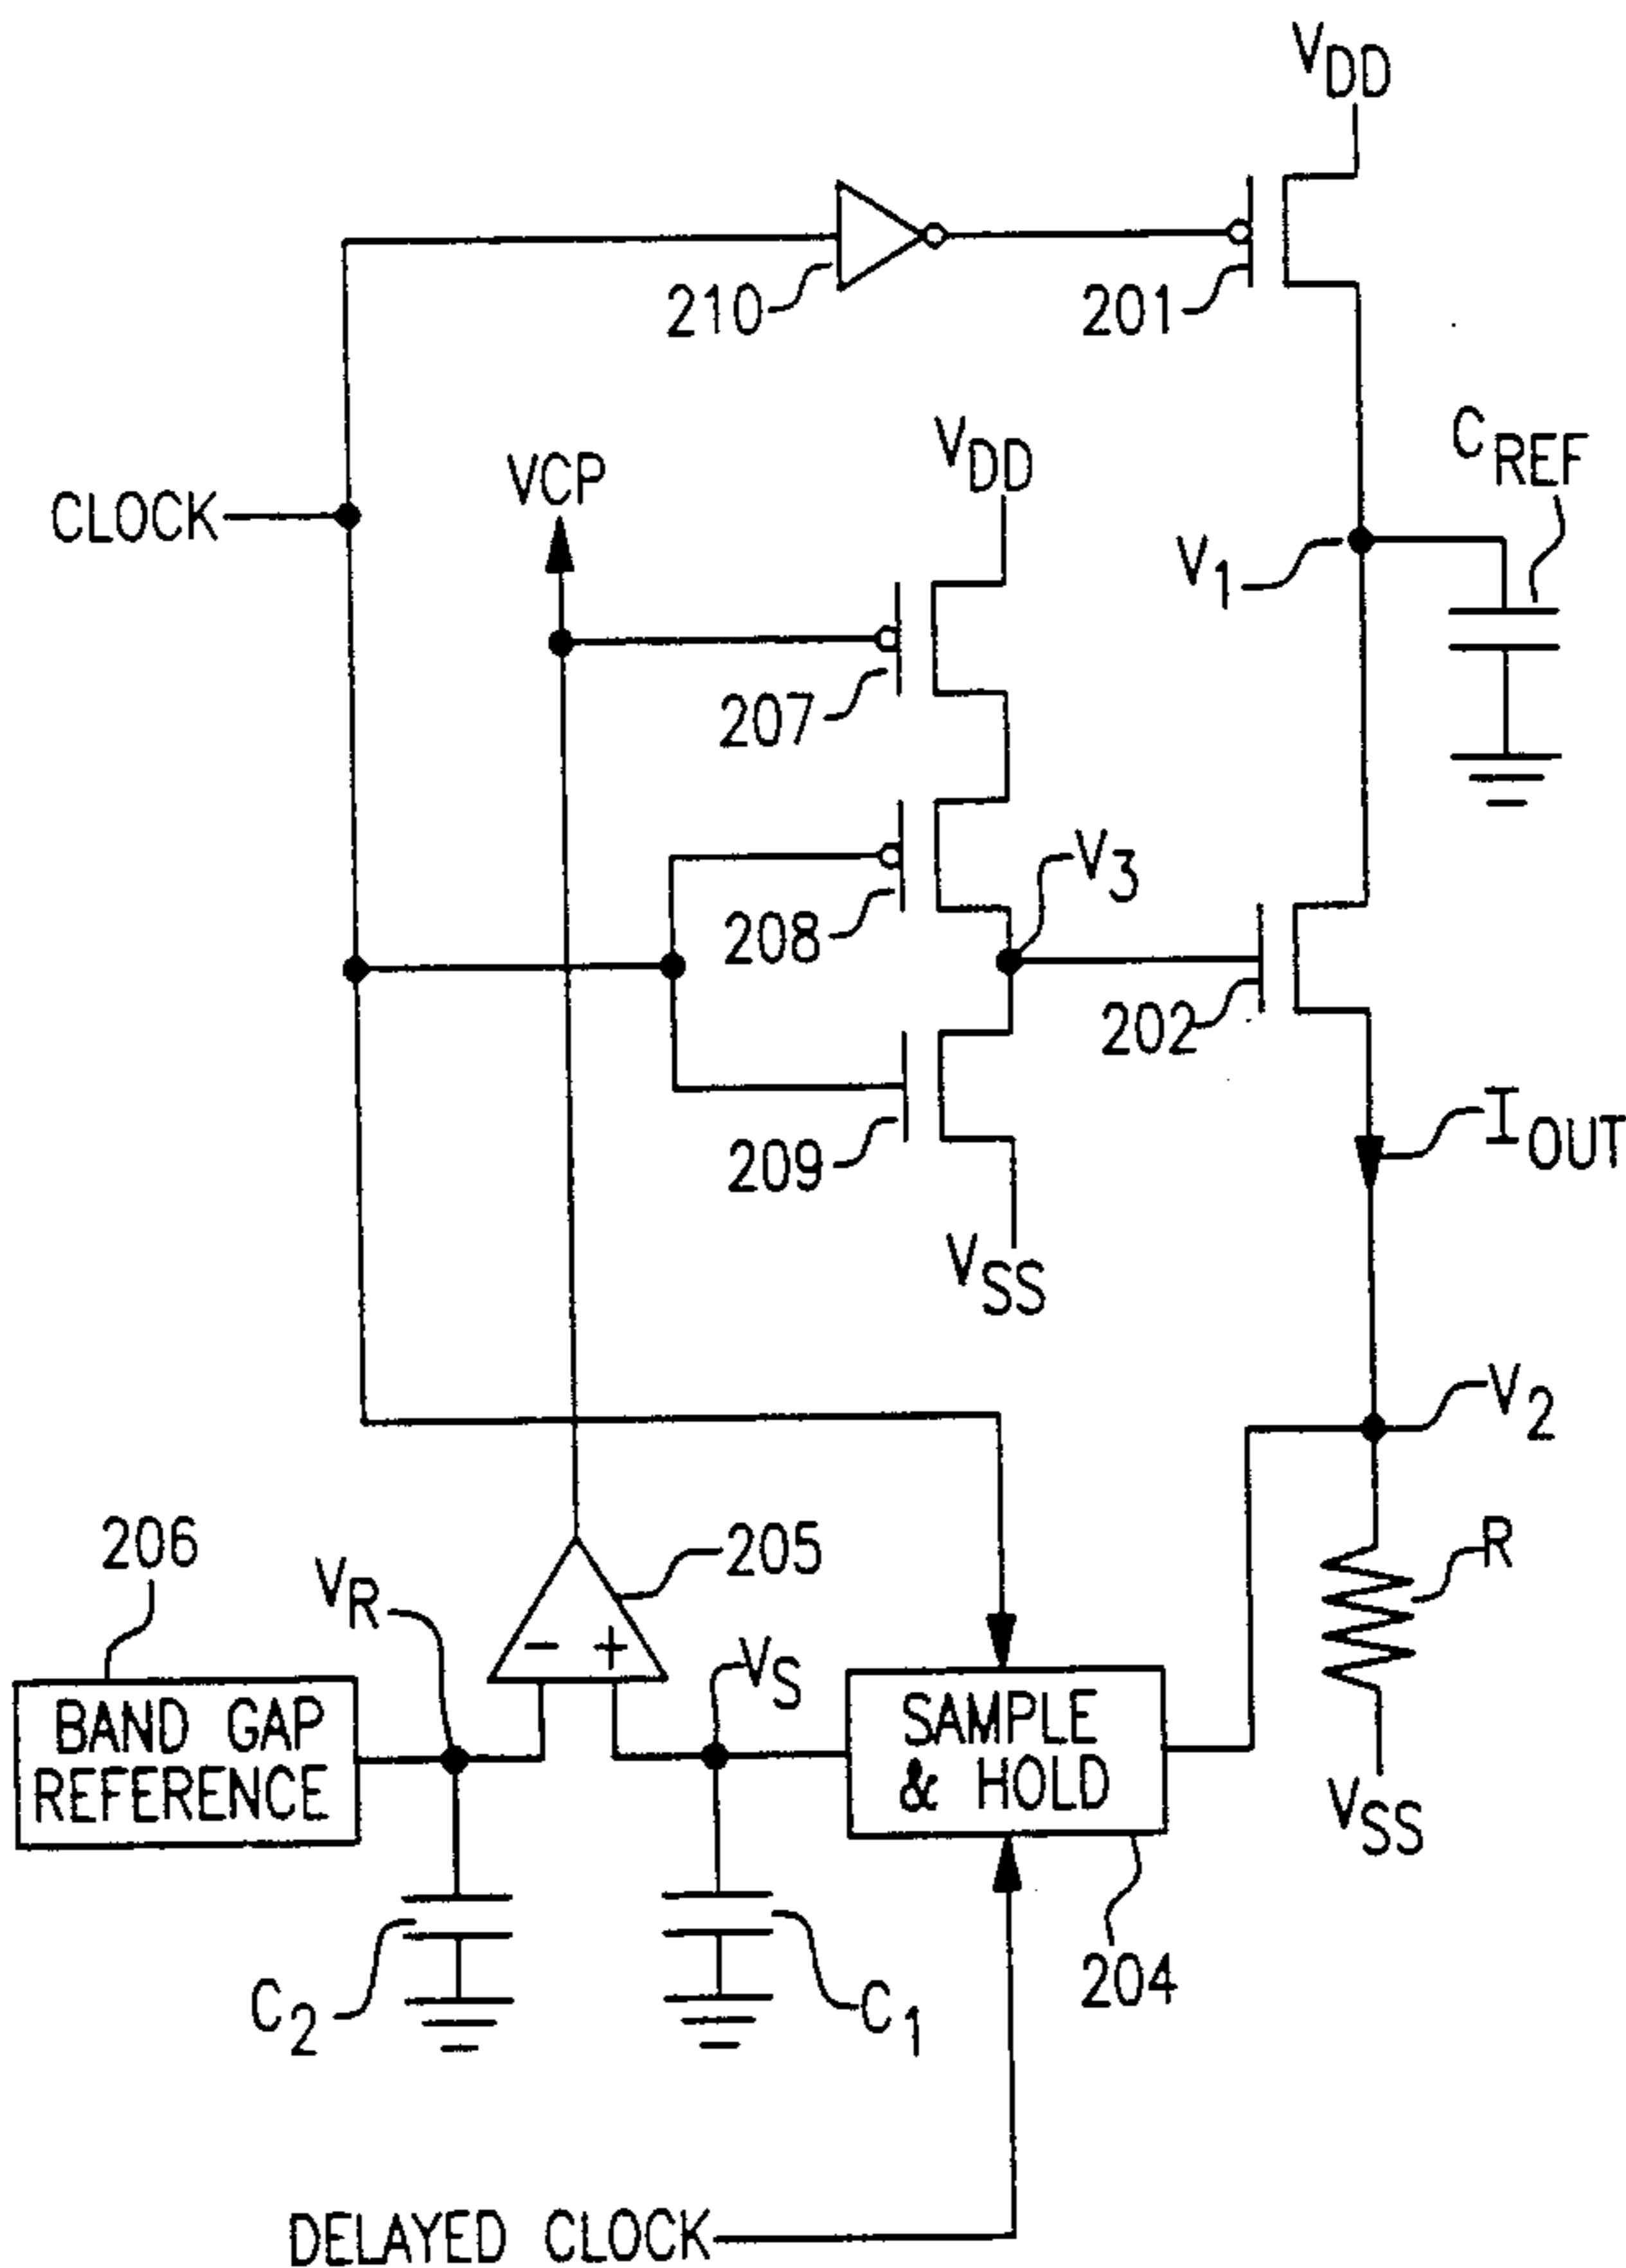 VDD
210
201
CREF
VDD
VCP
CLOCK
V1
207
V3
208
202
209
IOUT
VSS
V2
206
VR
205
R
VS
BAND GAP
REFERENCE
SAMPLE
& HOLD
VSS
C2
C1
204
DELAYED CLOCK